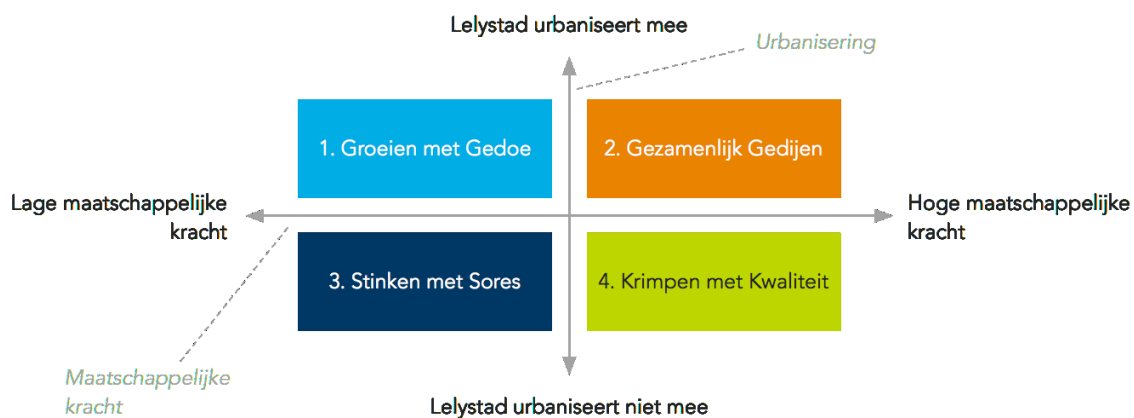 Lelystad urbaniseert mee
Urbanisering
1. Groeien met Gedoe
2. Gezamenlijk Gedijen
Lage maatschappelijke
kracht
Hoge maatschappelijke
kracht
3. Stinken met Sores
4. Krimpen met Kwaliteit
Maatschappelijke
kracht
Lelystad urbaniseert niet mee